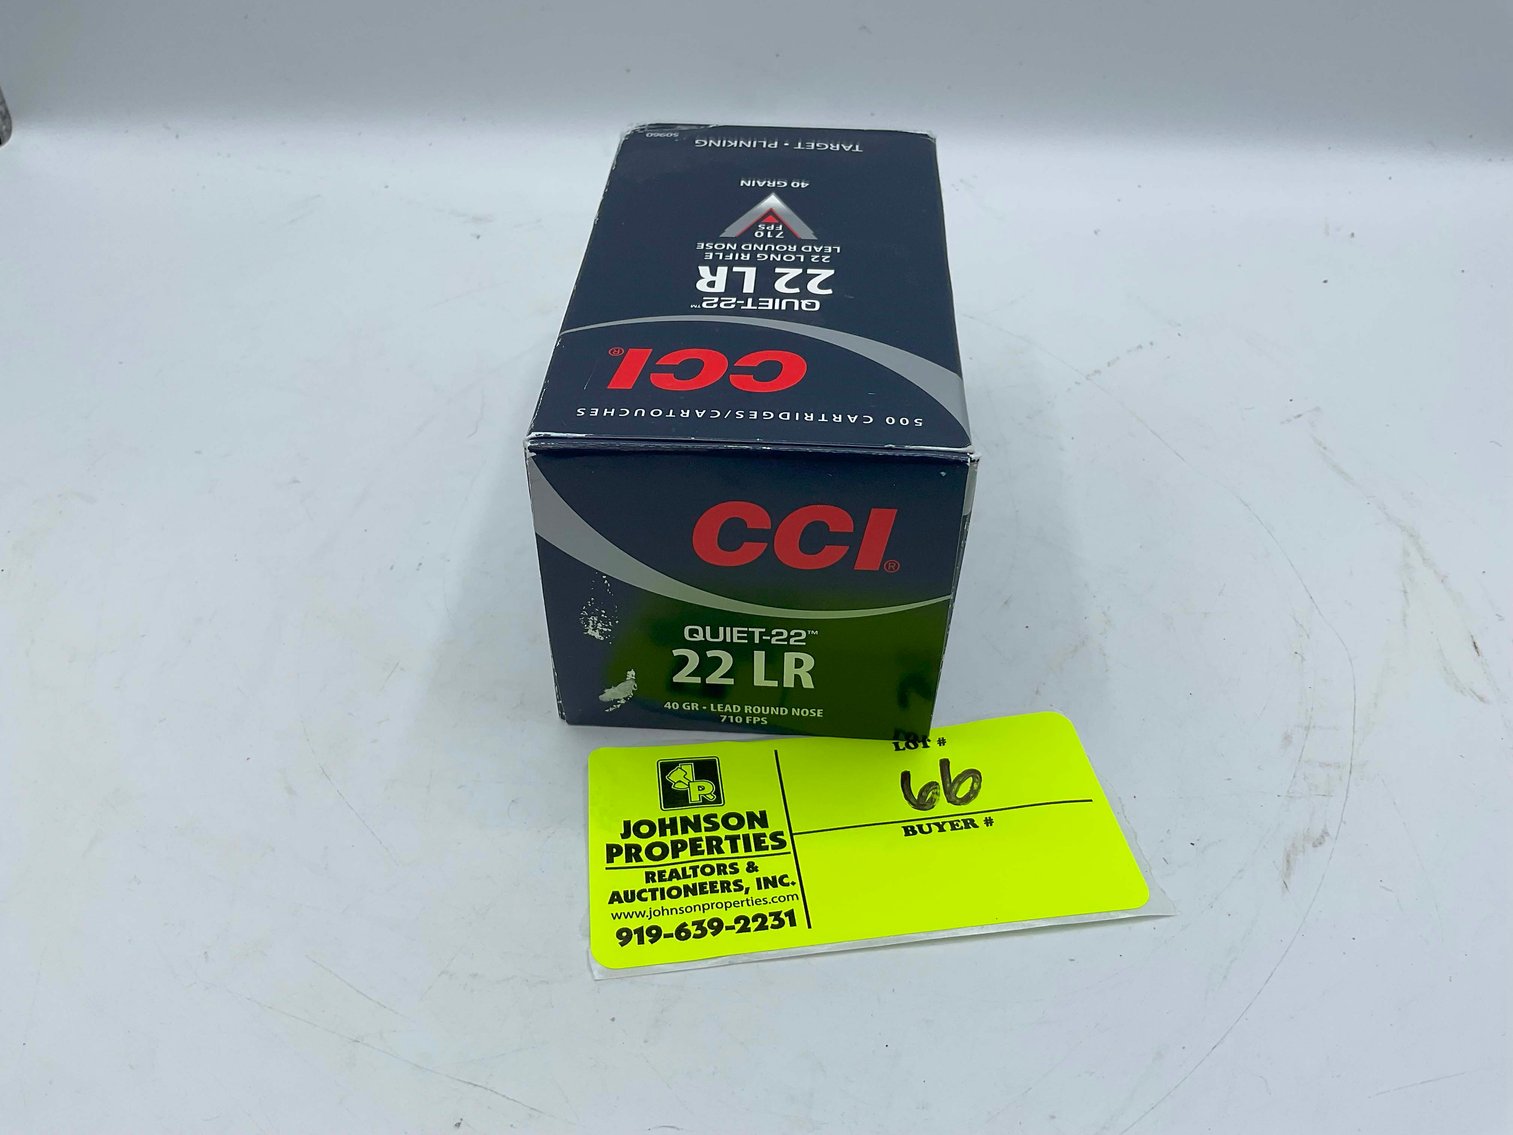 50960
TARGET • PLINKING
40 GRAIN
710
FPS
LEAD ROUND NOSE
22 LONG RIFLE
22 LR
QUIET-22™
CCI®
500 CARTRIDGES/CARTOUCHES
CCI®
QUIET-22™
22 LR
40 GR • LEAD ROUND NOSE
710 FPS
JR
JOHNSON
PROPERTIES
REALTORS &
AUCTIONEERS, INC.
www.johnsonproperties.com
919-639-2231
LOT #
66
BUYER #